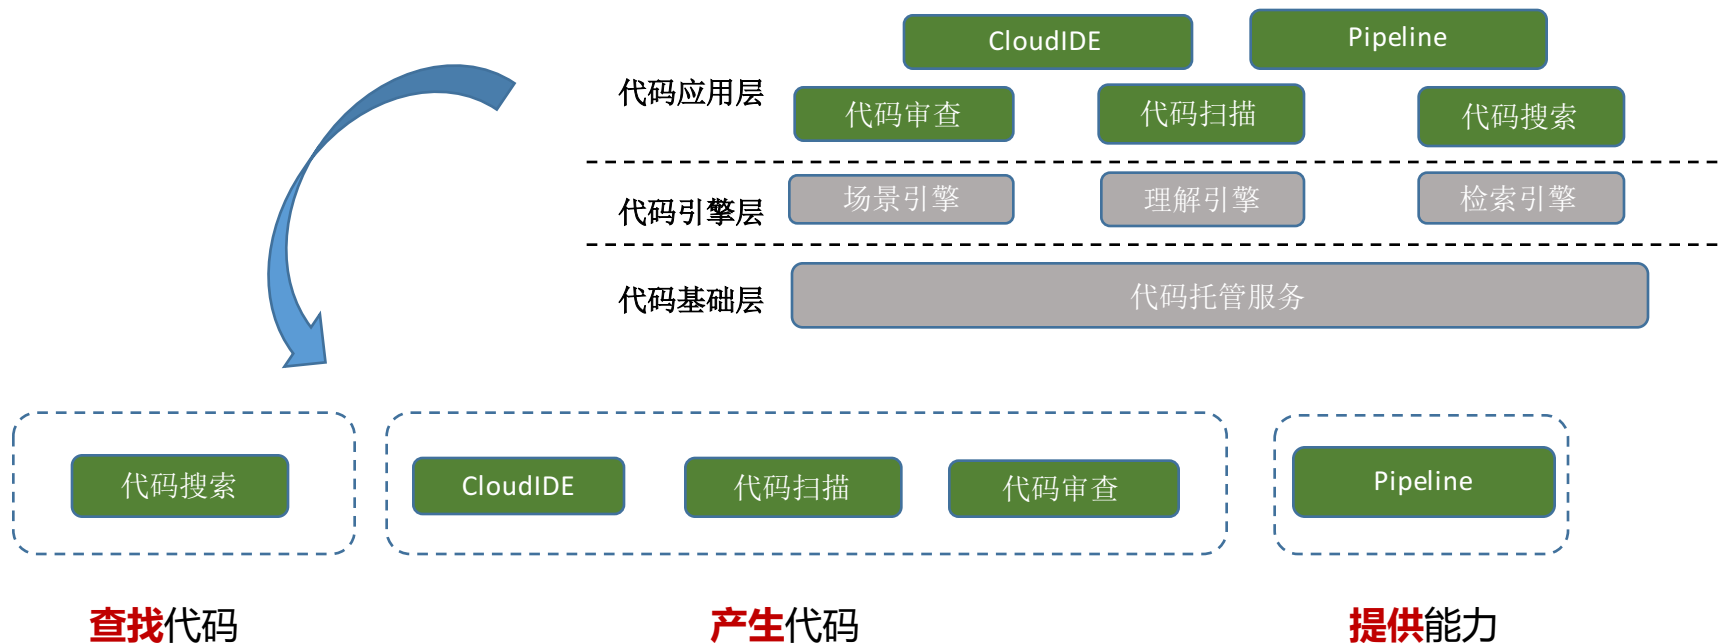 CloudIDE
Pipeline
代码应用层
代码审查
代码扫描
代码搜索
代码引擎层
场景引擎
理解引擎
检索引擎
代码基础层
代码托管服务
代码搜索
CloudIDE
代码扫描
代码审查
Pipeline
查找代码
产生代码
提供能力